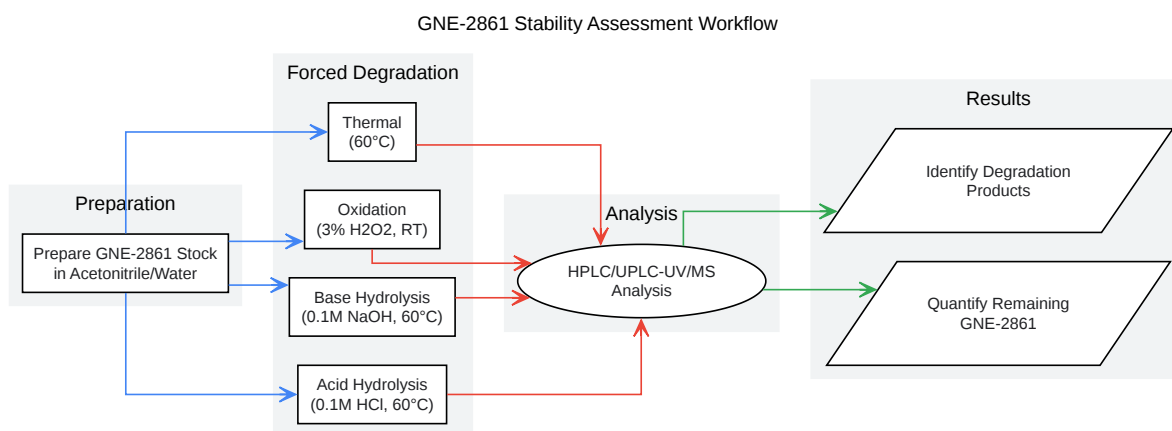 GNE-2861 Stability Assessment Workflow
Preparation
Prepare GNE-2861 Stock
in Acetonitrile/Water
Forced Degradation
Thermal
(60°C)
Oxidation
(3% H2O2, RT)
Base Hydrolysis
(0.1M NaOH, 60°C)
Acid Hydrolysis
(0.1M HCl, 60°C)
Analysis
HPLC/UPLC-UV/MS
Analysis
Results
Identify Degradation
Products
Quantify Remaining
GNE-2861